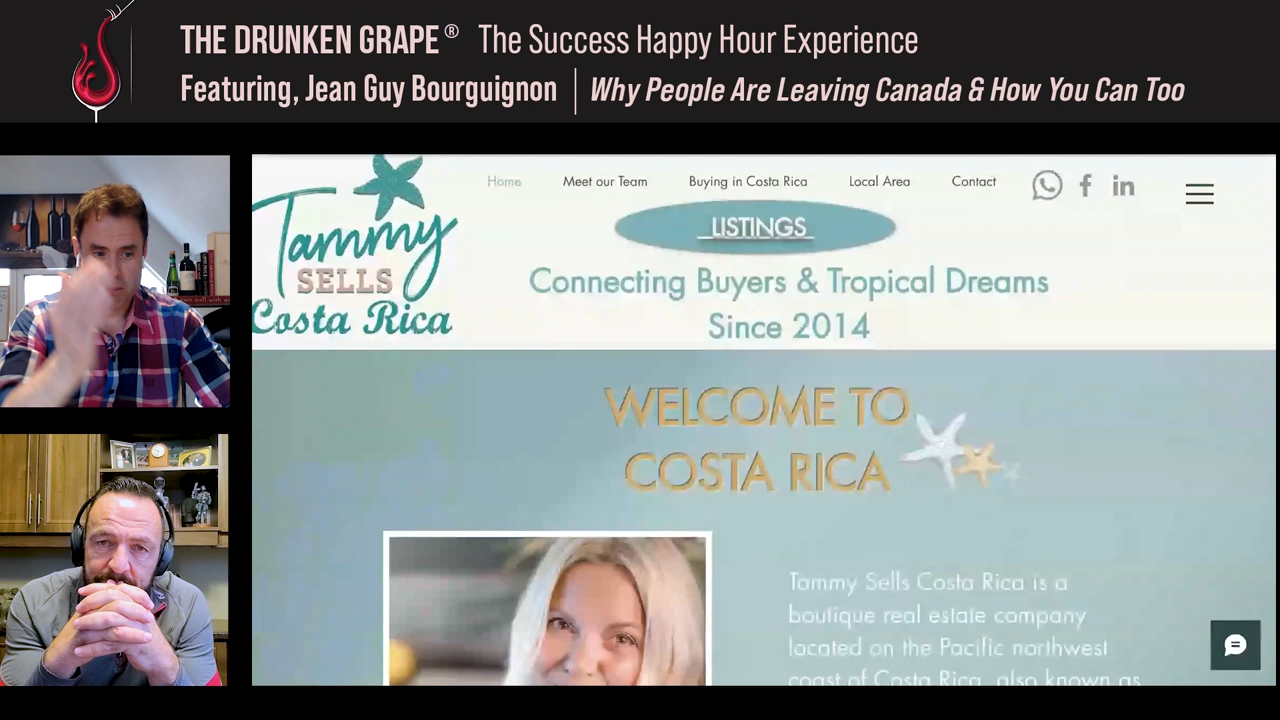 THE DRUNKEN GRAPE® The Success Happy Hour Experience
Featuring, Jean Guy Bourguignon | Why People Are Leaving Canada & How You Can Too
Tammy
SELLS
Costa Rica
Home Meet our Team Buying in Costa Rica Local Area Contact
LISTINGS
Connecting Buyers & Tropical Dreams
Since 2014
WELCOME TO
COSTA RICA
Tammy Sells Costa Rica is a
boutique real estate company
located on the Pacific northwest
coast of Costa Rica, also known as